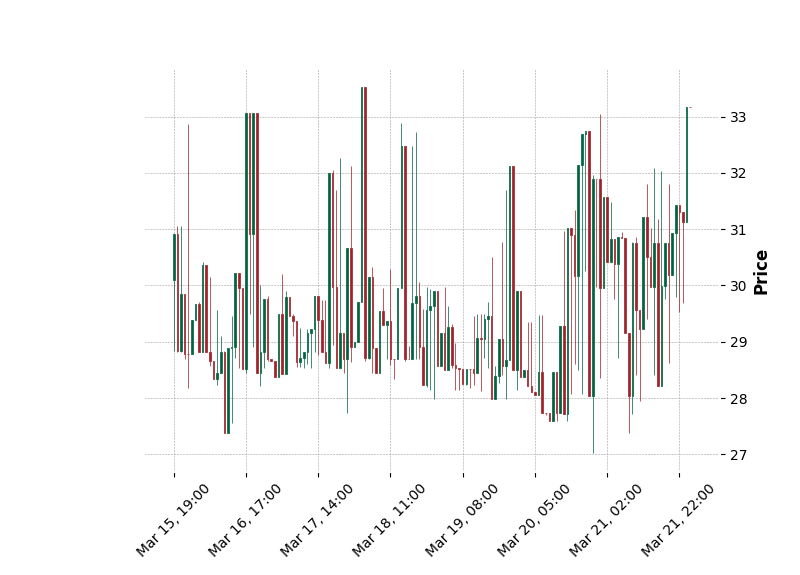 33
32
31
30
29
28
27
Price
Mar 15, 19:00
Mar 16, 17:00
Mar 17, 14:00
Mar 18, 11:00
Mar 19, 08:00
Mar 20, 05:00
Mar 21, 02:00
Mar 21, 22:00